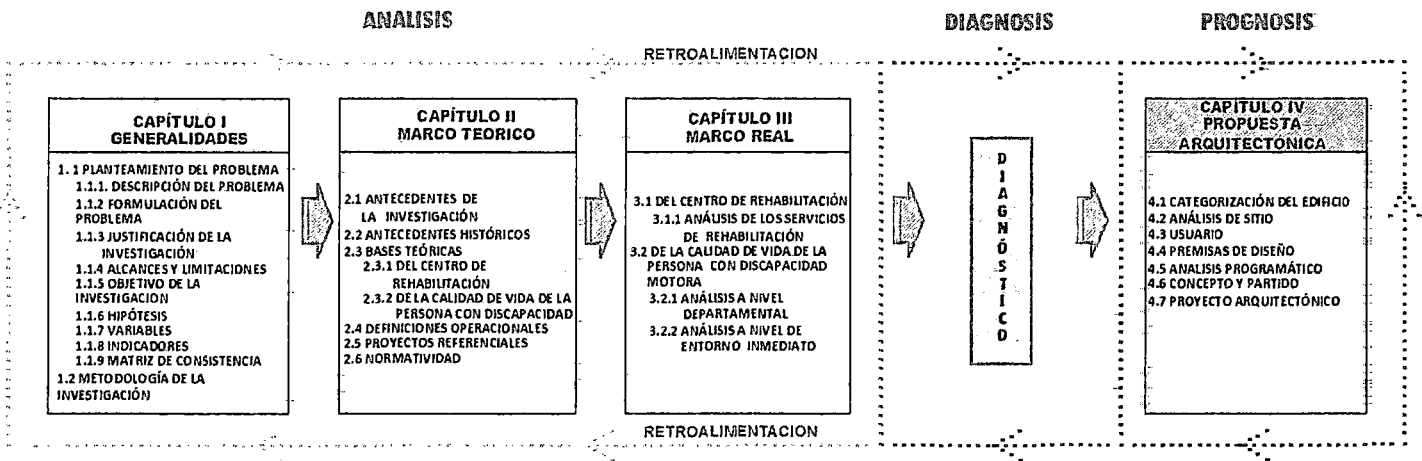 ANALISIS
DIAGNOSIS
PROGNOSIS
RETROALIMENTACION
CAPÍTULO I
GENERALIDADES
1. 1 PLANTEAMIENTO DEL PROBLEMA
1.1.1. DESCRIPCIÓN DEL PROBLEMA
1.1.2 FORMULACIÓN DEL
PROBLEMA
1.1.3 JUSTIFICACIÓN DE LA
INVESTIGACIÓN
1.1.4 ALCANCES Y LIMITACIONES
1.1.5 OBJETIVO DE LA
INVESTIGACION
1.1.6 HIPÓTESIS
1.1.7 VARIABLES
1.1.8 INDICADORES
1.1.9 MATRIZ DE CONSISTENCIA
1.2 METODOLOGÍA DE LA
INVESTIGACIÓN
CAPÍTULO II
MARCO TEORICO
2.1 ANTECEDENTES DE
LA INVESTIGACIÓN
2.2 ANTECEDENTES HISTÓRICOS
2.3 BASES TEÓRICAS
2.3.1 DEL CENTRO DE
REHABILITACIÓN
2.3.2 DE LA CALIDAD DE VIDA DE LA
PERSONA CON DISCAPACIDAD
2.4 DEFINICIONES OPERACIONALES
2.5 PROYECTOS REFERENCIALES
2.6 NORMATIVIDAD
CAPÍTULO III
MARCO REAL
3.1 DEL CENTRO DE REHABILITACIÓN
3.1.1 ANÁLISIS DE LOS SERVICIOS
DE REHABILITACIÓN
3.2 DE LA CALIDAD DE VIDA.DE LA
PERSONA CON DISCAPACIDAD
MOTORA
3.2.1 ANÁLISIS A NIVEL
DEPARTAMENTAL
3.2.2 ANÁLISIS A NIVEL DE
ENTORNO INMEDIATO
DIAGNÓSTICO
CAPÍTULO IV
PROPUESTA
ARQUITECTÓNICA
4.1 CATEGORIZACIÓN DEL EDIFICIO
4.2 ANÁLISIS DE SITIO
4.3 USUARIO
4.4 PREMISAS DE DISEÑO
4.5 ANALISIS PROGRAMÁTICO
4.6 CONCEPTO Y PARTIDO
4.7 PROYECTO ARQUITECTÓNICO
RETROALIMENTACION